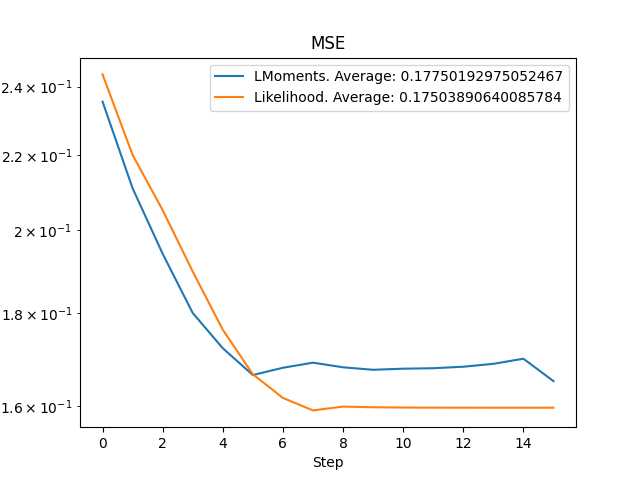 MSE
LMoments. Average: 0.17750192975052467
Likelihood. Average: 0.17503890640085784
2.4 × 10⁻¹
2.2 × 10⁻¹
2 × 10⁻¹
1.8 × 10⁻¹
1.6 × 10⁻¹
0 2 4 6 8 10 12 14
Step